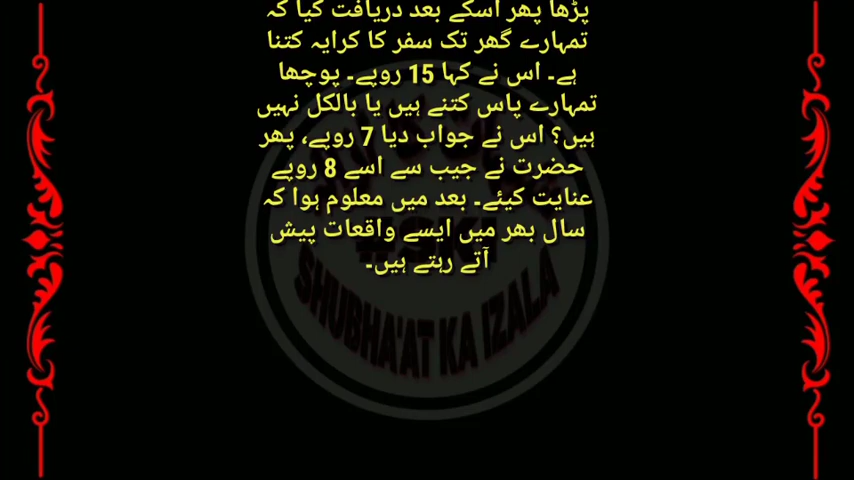 پڑھا پھر اسکے بعد دریافت کیا کہ
تمہارے گھر تک سفر کا کرایہ کتنا
ہے۔ اس نے کہا 15 روپے۔ پوچھا
تمہارے پاس کتنے ہیں یا بالکل نہیں
ہیں؟ اس نے جواب دیا 7 روپے، پھر
حضرت نے جیب سے اسے 8 روپے
عنایت کیئے۔ بعد میں معلوم ہوا کہ
سال بھر میں ایسے واقعات پیش
آتے رہتے ہیں۔
#SKI
SHUBHA'AT KA IZALA